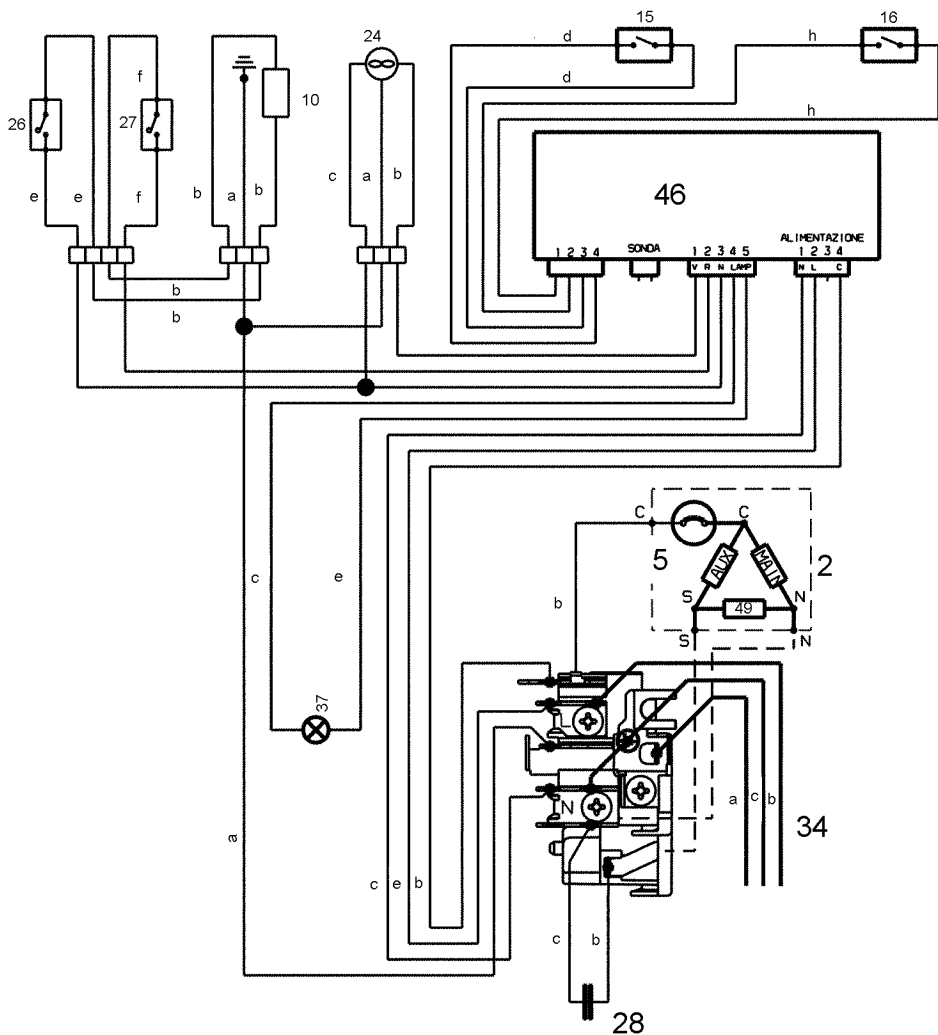 15
16
d
h
24
f
d
10
h
26
27
c
a
b
b
a
b
e
e
f
46
ALIMENTAZIONE
1 2 3 4
SONDA
1 2 3 4 5
1 2 3 4
V R N LAMP
N L C
b
b
C
C
5
AUX
MAIN
2
c
e
b
S
49
N
S
N
37
L
N
a
c
b
34
a
c
e
b
c
b
28